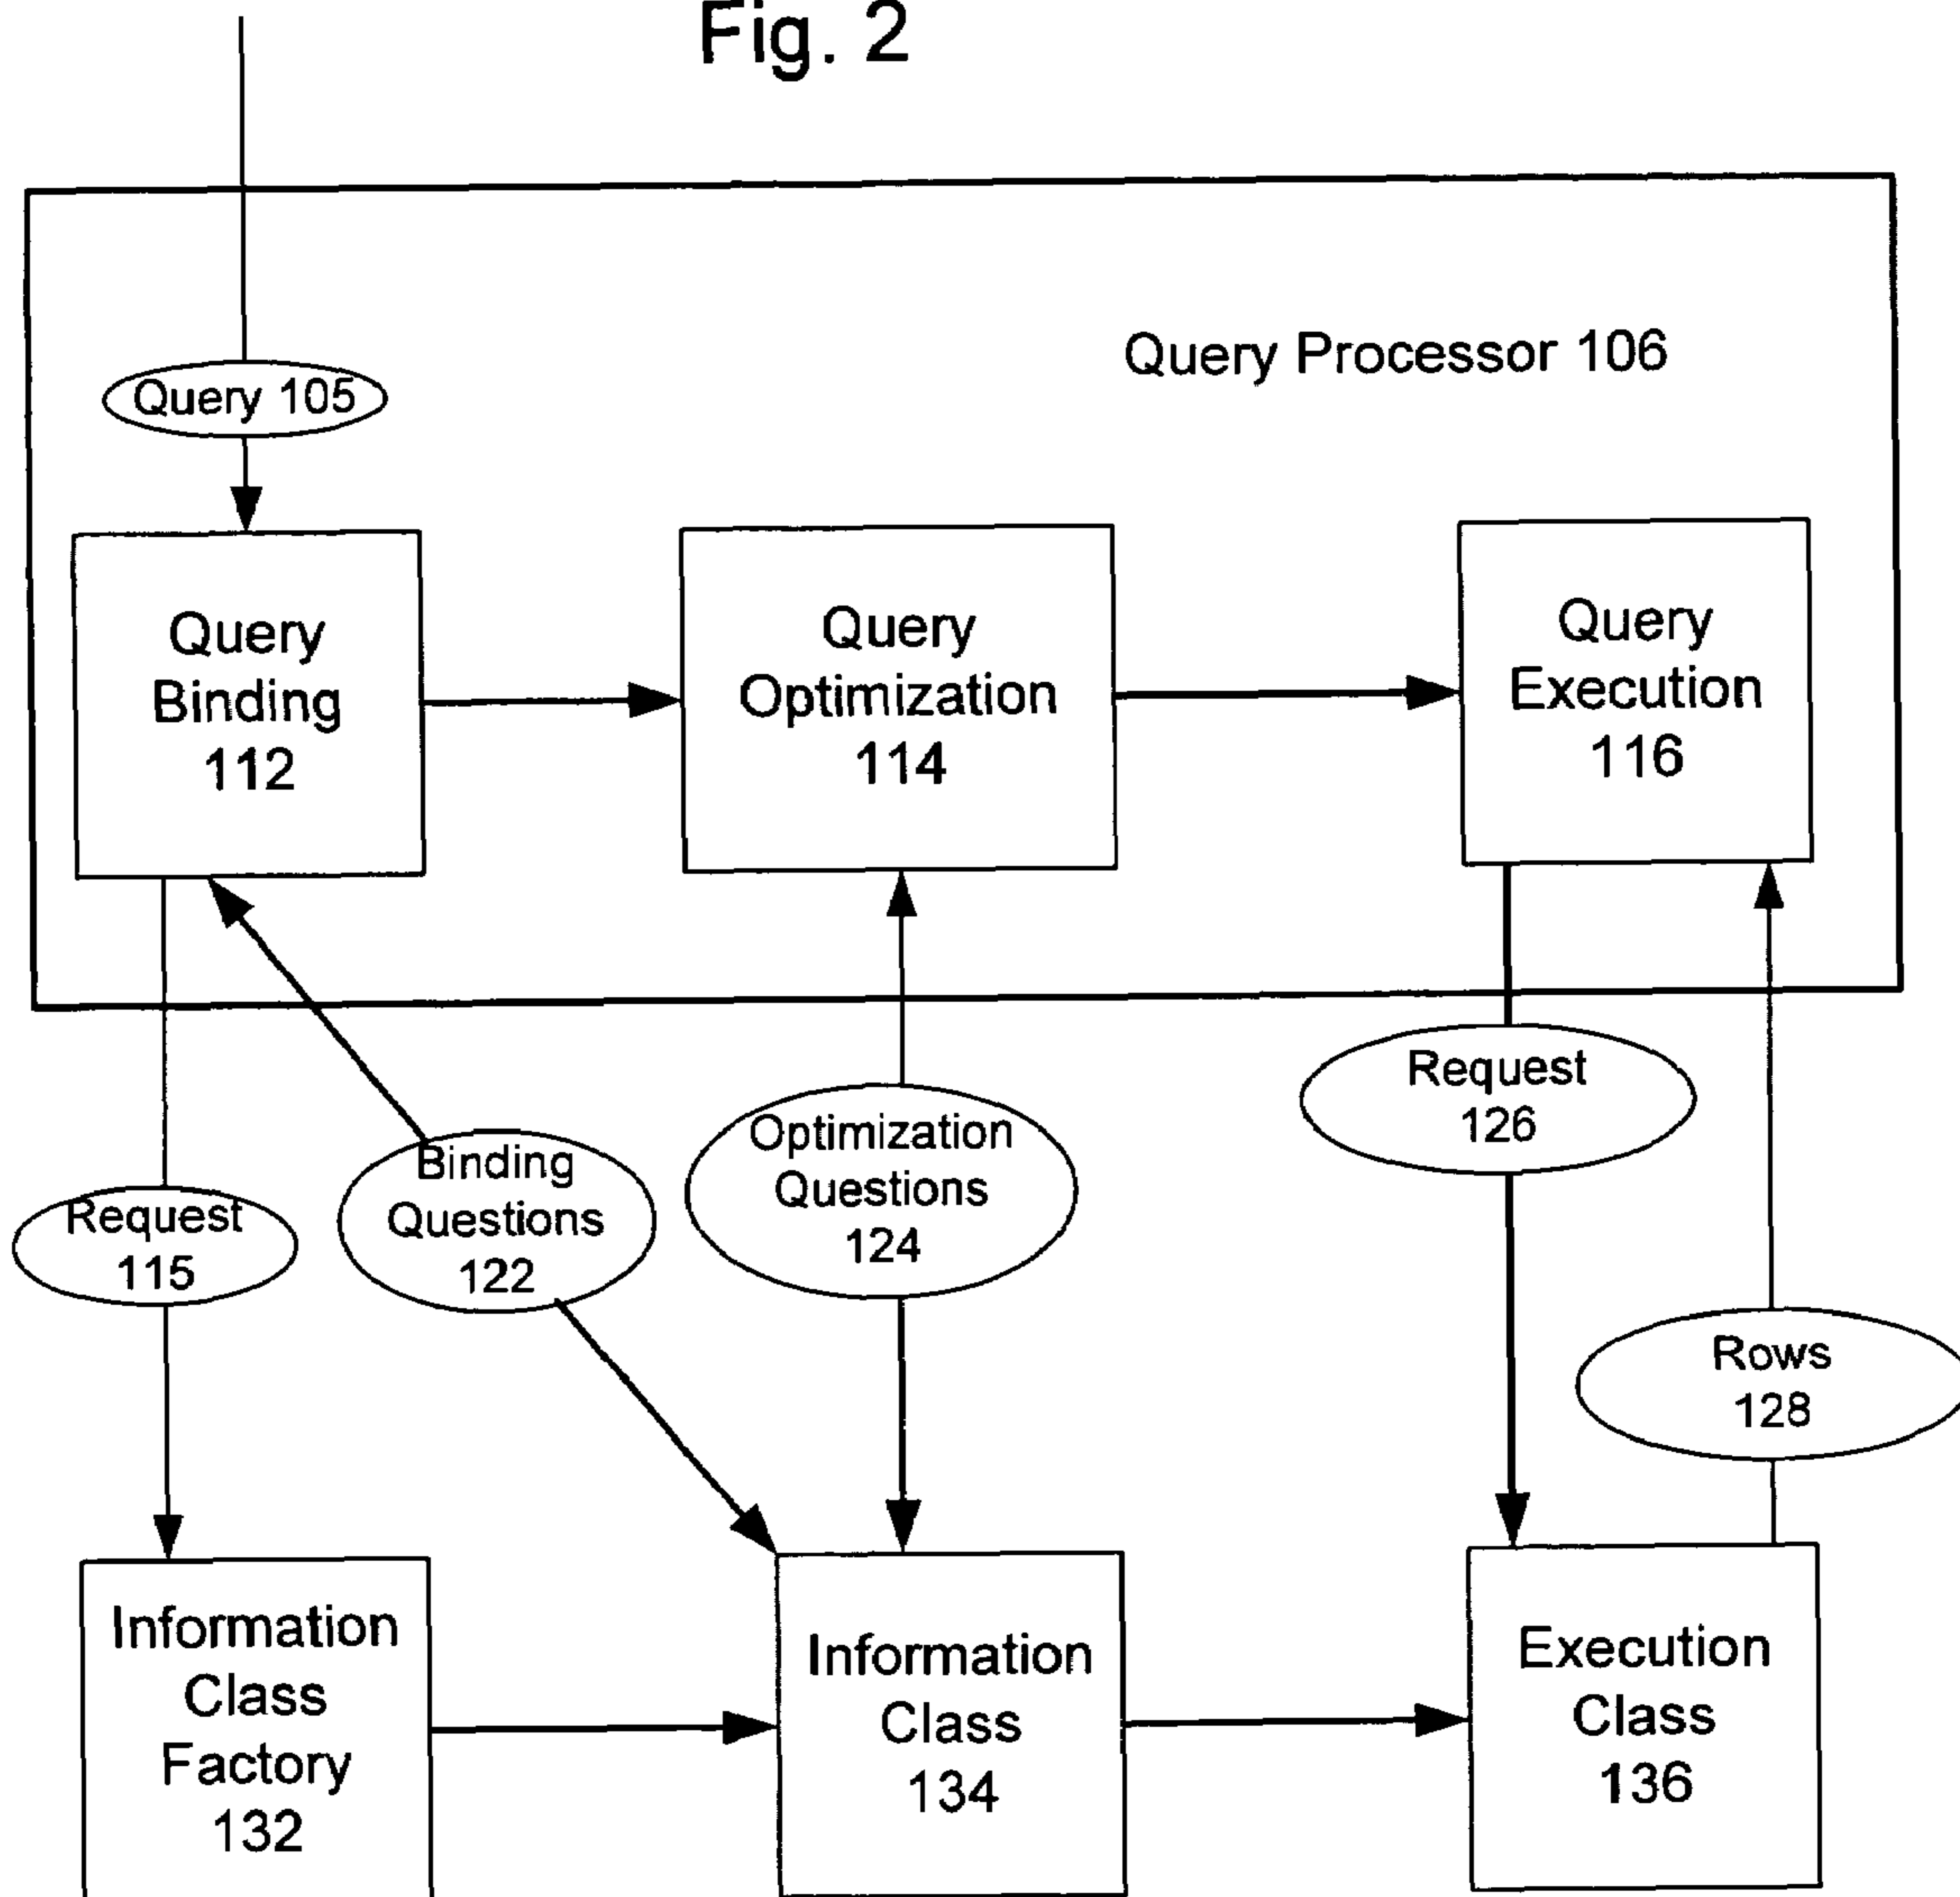 Fig. 2
Query Processor 106
Query 105
Query
Binding
112
Query
Optimization
114
Query
Execution
116
Request
115
Binding
Questions
122
Optimization
Questions
124
Request
126
Rows
128
Information
Class
Factory
132
Information
Class
134
Execution
Class
136